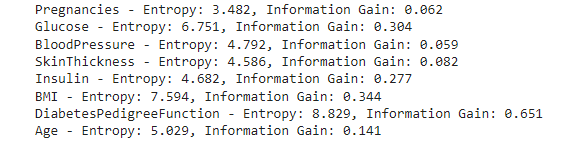 Pregnancies - Entropy: 3.482, Information Gain: 0.062
Glucose - Entropy: 6.751, Information Gain: 0.304
BloodPressure - Entropy: 4.792, Information Gain: 0.059
SkinThickness - Entropy: 4.586, Information Gain: 0.082
Insulin - Entropy: 4.682, Information Gain: 0.277
BMI - Entropy: 7.594, Information Gain: 0.344
DiabetesPedigreeFunction - Entropy: 8.829, Information Gain: 0.651
Age - Entropy: 5.029, Information Gain: 0.141